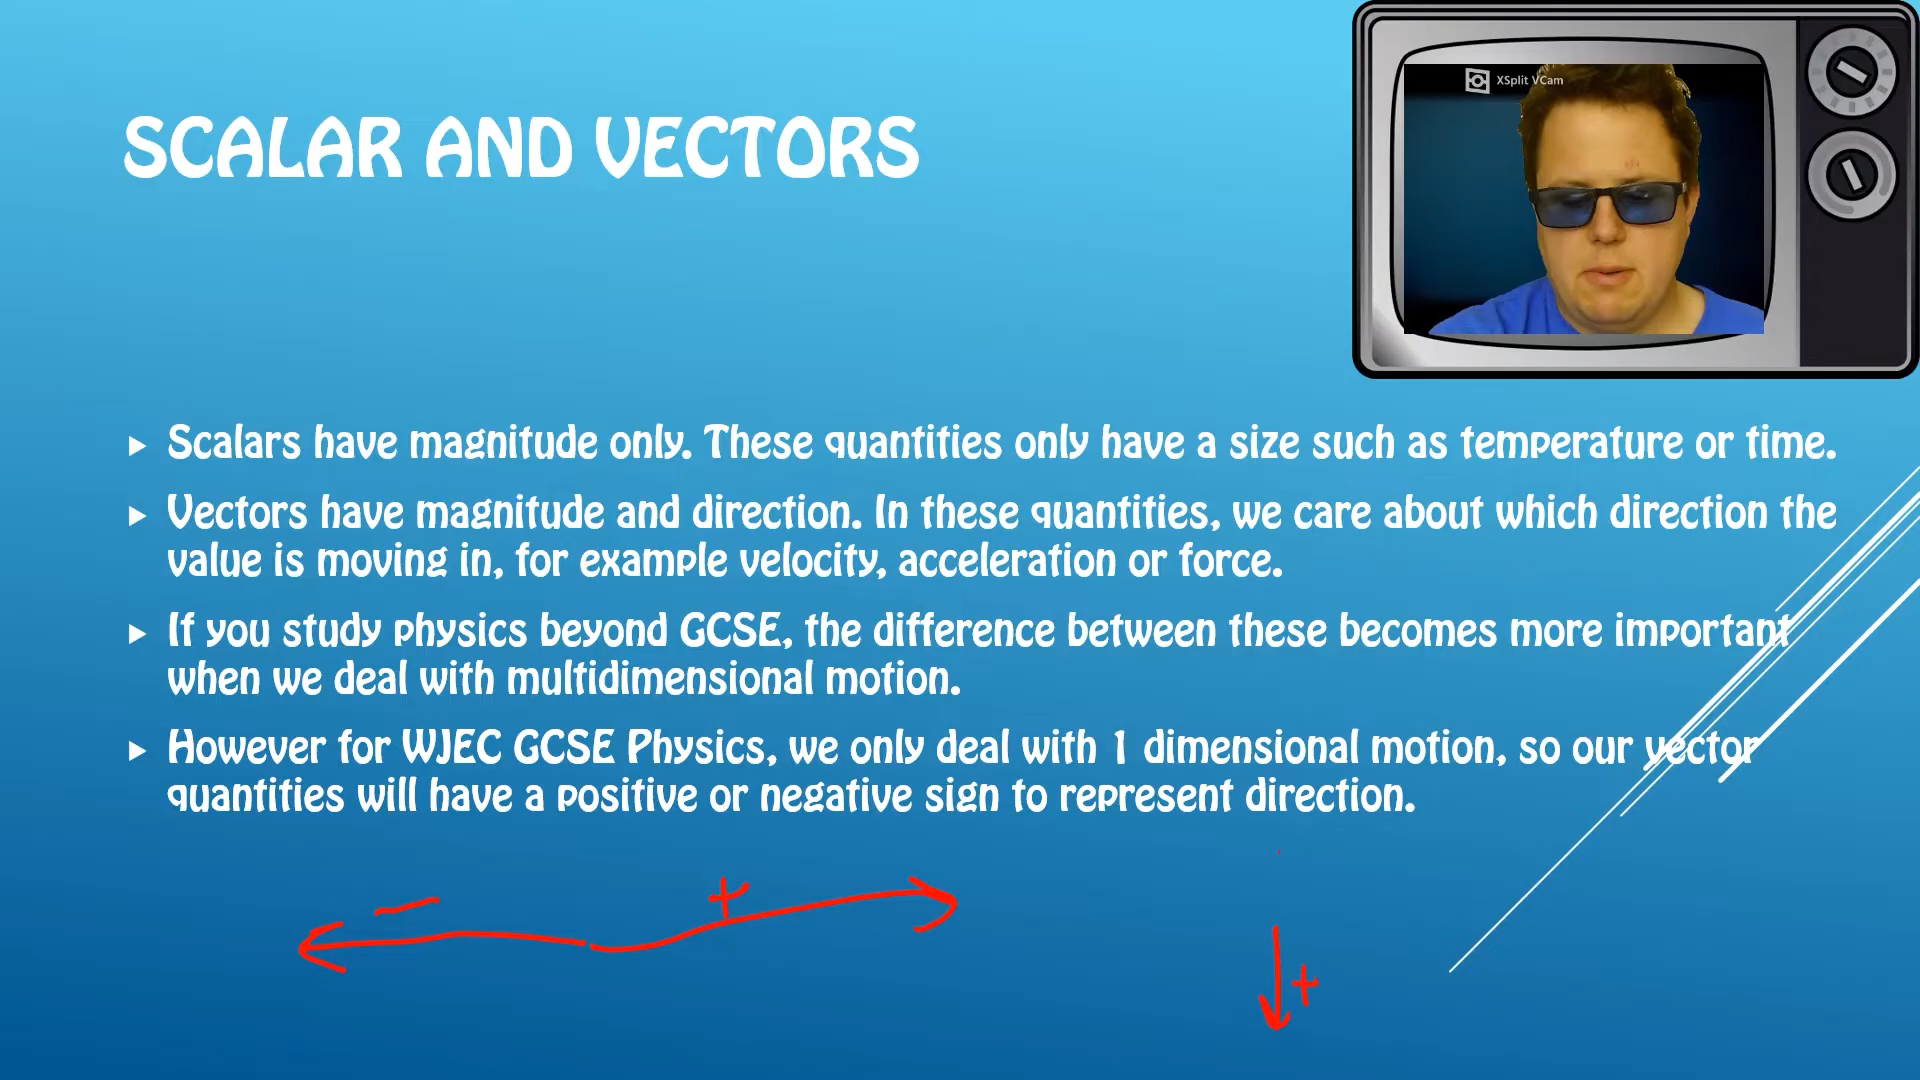 XSplit VCam
SCALAR AND VECTORS
Scalars have magnitude only. These quantities only have a size such as temperature or time.
Vectors have magnitude and direction. In these quantities, we care about which direction the
value is moving in, for example velocity, acceleration or force.
If you study physics beyond GCSE, the difference between these becomes more important
when we deal with multidimensional motion.
However for WJEC GCSE Physics, we only deal with 1 dimensional motion, so our vector
quantities will have a positive or negative sign to represent direction.
- +
+